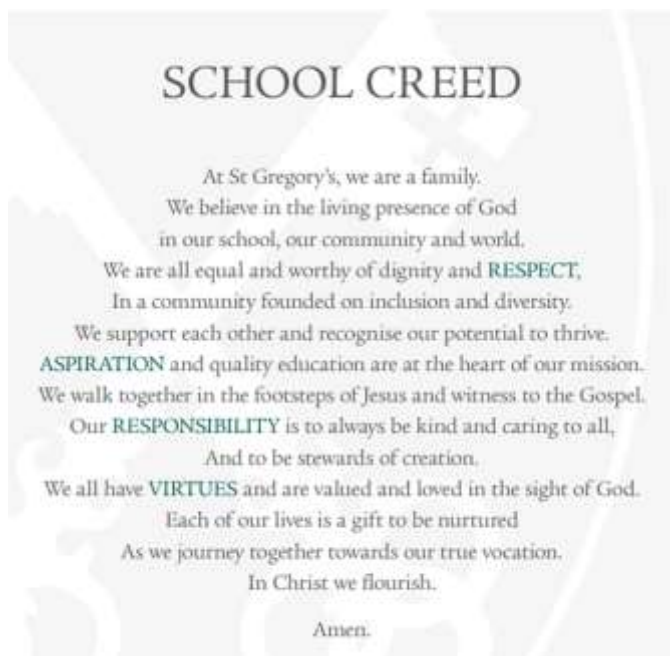 SCHOOL CREED
At St Gregory's, we are a family.
We believe in the living presence of God
in our school, our community and world.
We are all equal and worthy of dignity and RESPECT,
In a community founded on inclusion and diversity.
We support each other and recognise our potential to thrive.
ASPIRATION and quality education are at the heart of our mission.
We walk together in the footsteps of Jesus and witness to the Gospel.
Our RESPONSIBILITY is to always be kind and caring to all,
And to be stewards of creation.
We all have VIRTUES and are valued and loved in the sight of God.
Each of our lives is a gift to be nurtured
As we journey together towards our true vocation.
In Christ we flourish.
Amen.